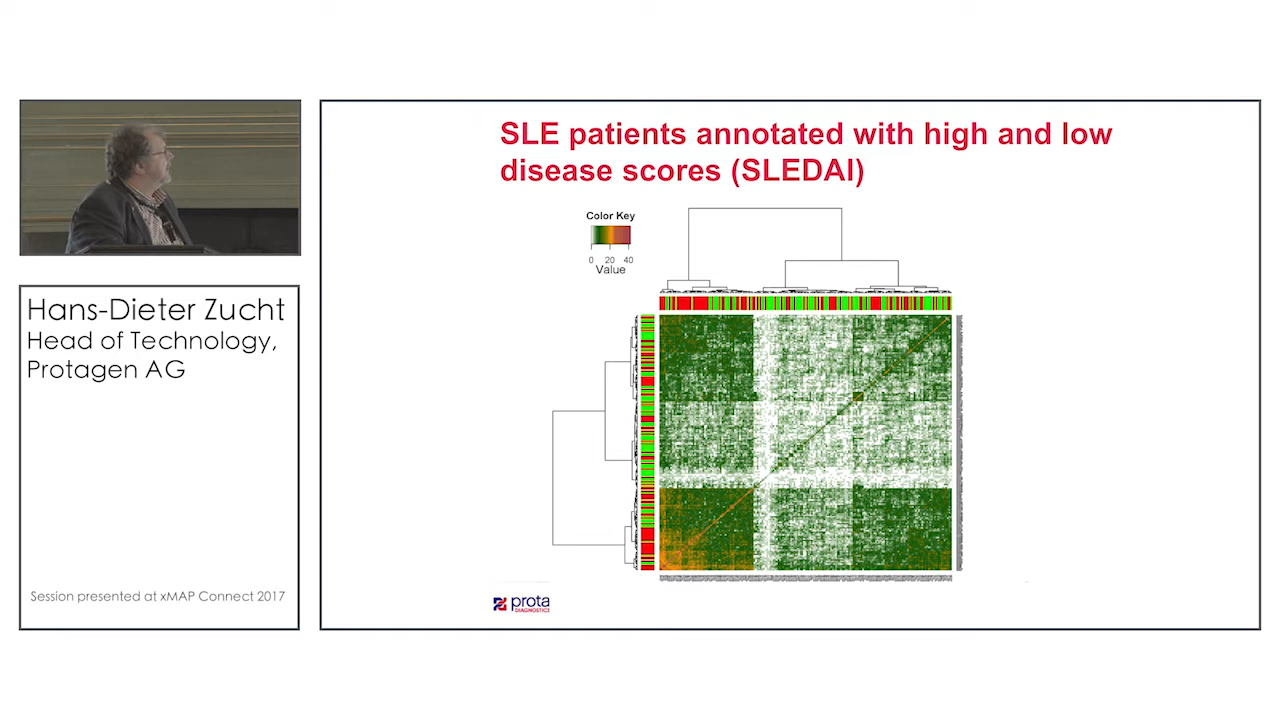 SLE patients annotated with high and low
disease scores (SLEDAI)
Color Key
0 20 40
Value
Hans-Dieter Zucht
Head of Technology,
Protagen AG
Session presented at xMAP Connect 2017
prota
DIAGNOSTICS